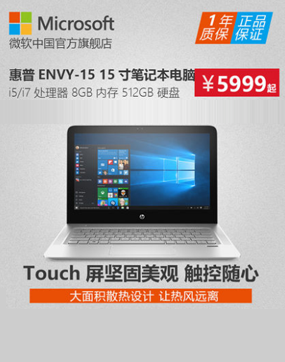 Microsoft
微软中国官方旗舰店
1年质保
正品保证
惠普 ENVY-15 15 寸笔记本电脑
i5/i7 处理器 8GB 内存 512GB 硬盘
¥5999起
hp
Touch 屏坚固美观 触控随心
大面积散热设计 让热风远离